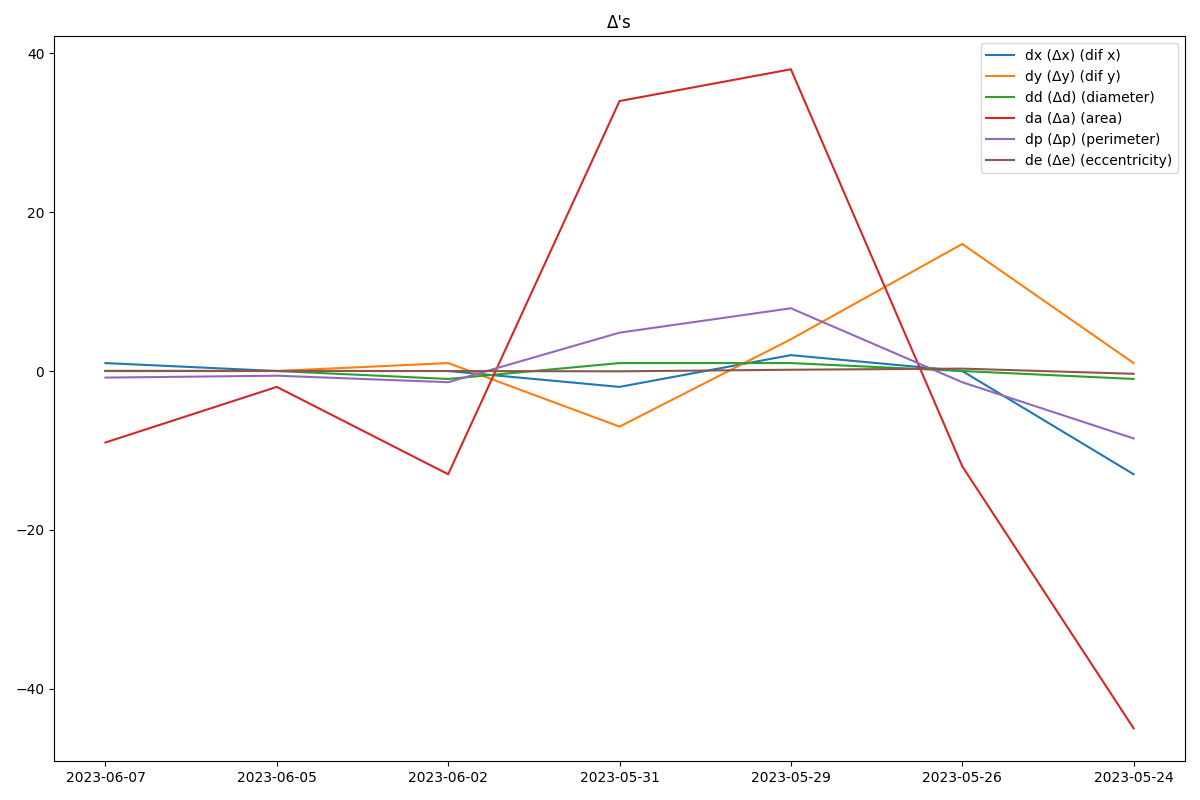 Δ's
dx (Δx) (dif x)
dy (Δy) (dif y)
dd (Δd) (diameter)
da (Δa) (area)
dp (Δp) (perimeter)
de (Δe) (eccentricity)
40
20
0
−20
−40
2023-06-07 2023-06-05 2023-06-02 2023-05-31 2023-05-29 2023-05-26 2023-05-24